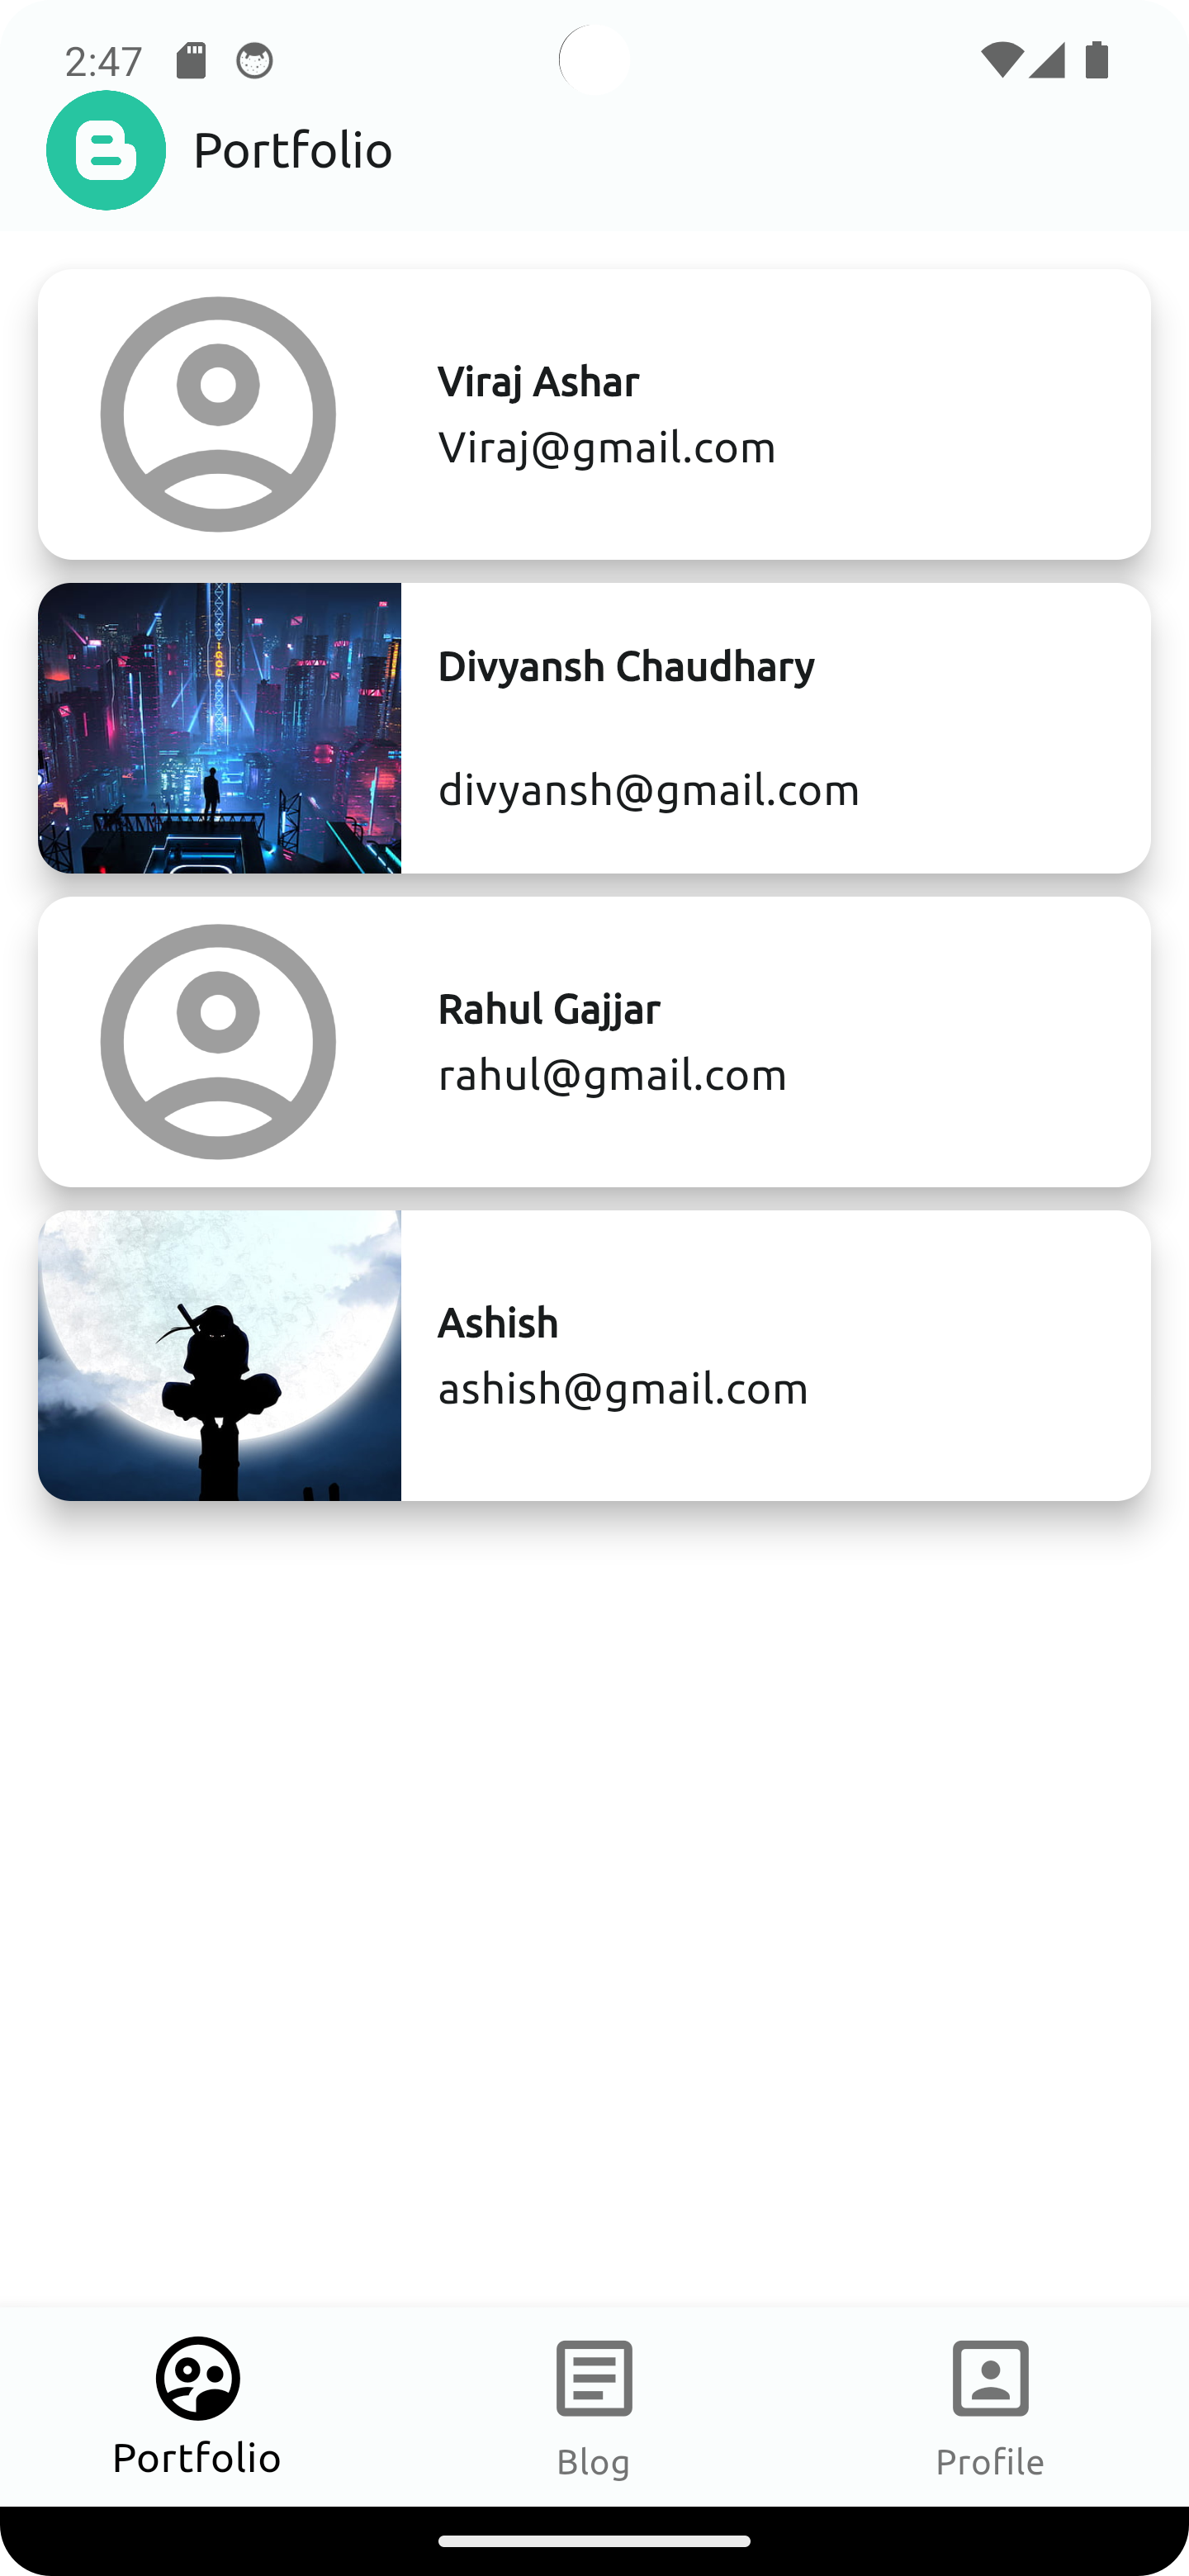 2:47
Portfolio
Viraj Ashar
Viraj@gmail.com
Divyansh Chaudhary
divyansh@gmail.com
Rahul Gajjar
rahul@gmail.com
Ashish
ashish@gmail.com
Portfolio
Blog
Profile